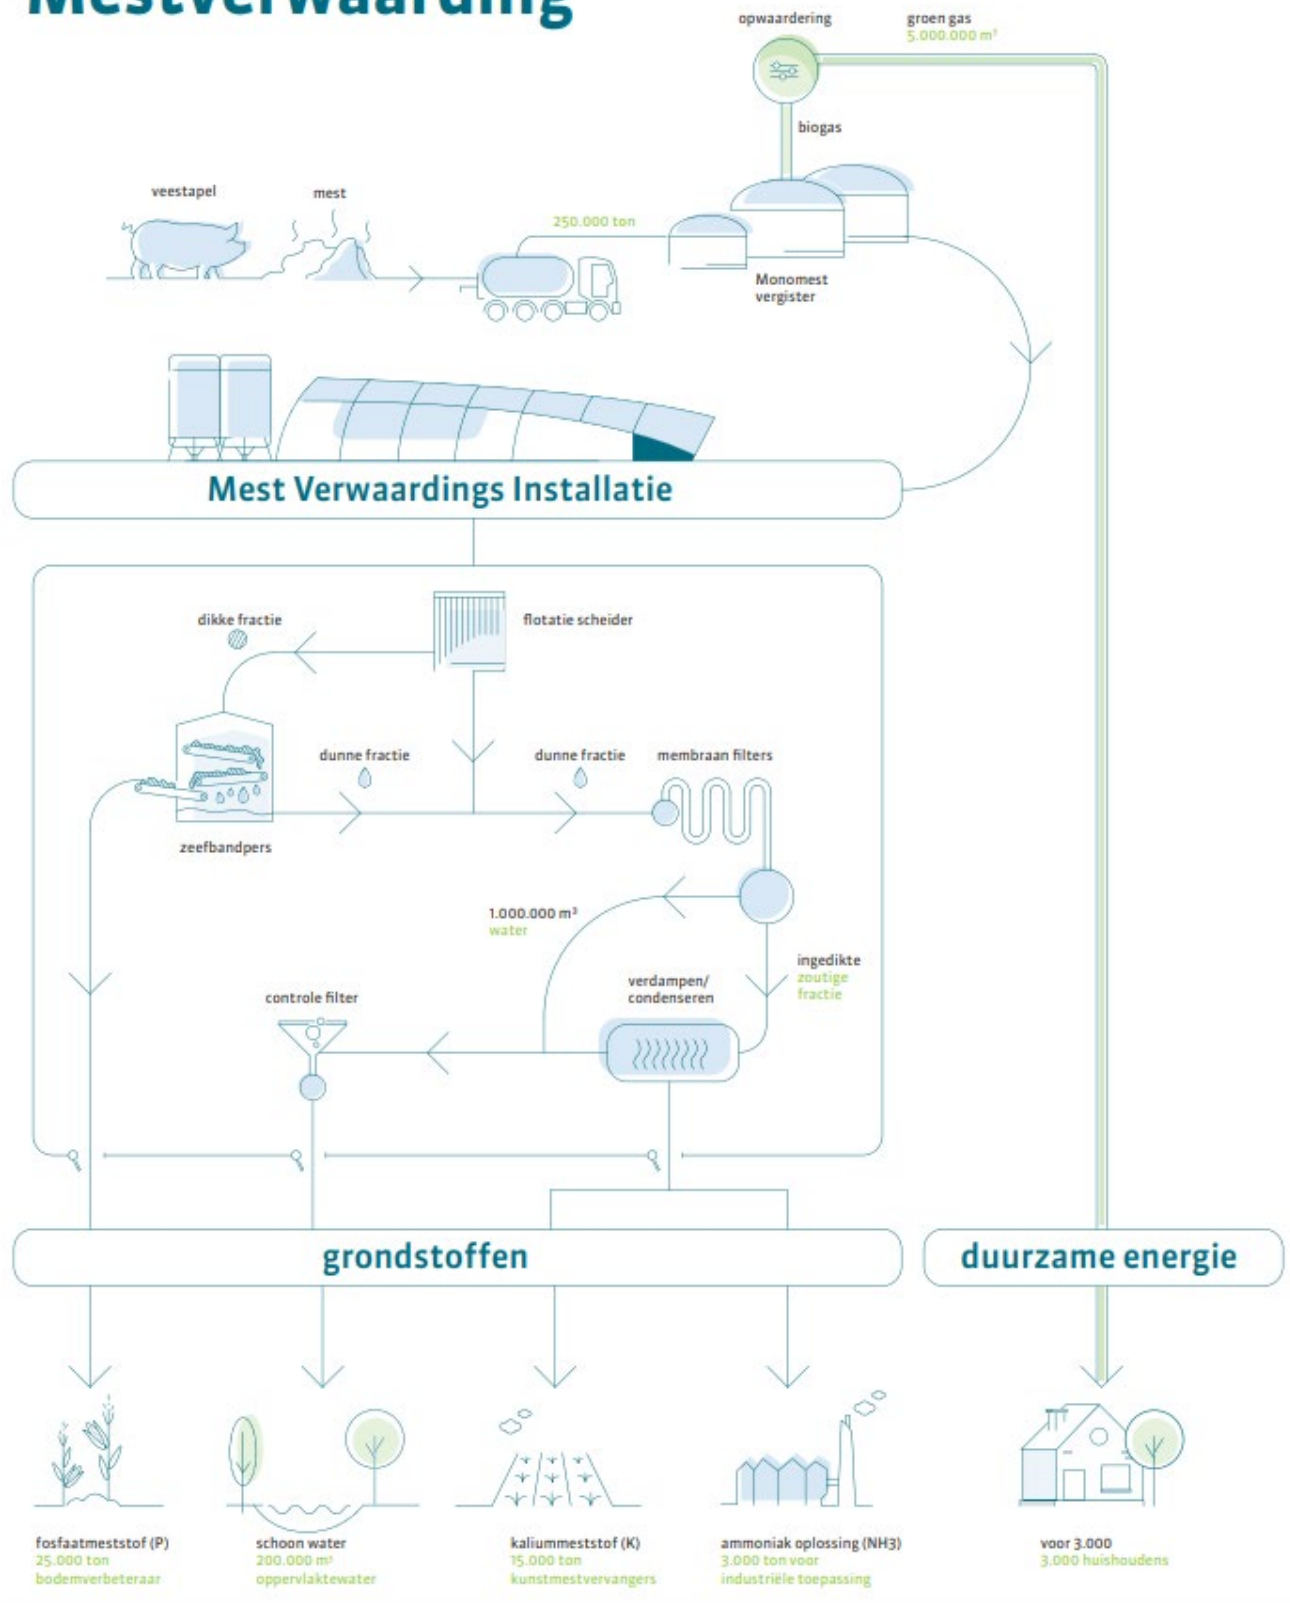 Mestverwaarding
opwaardering
groen gas
5.000.000 m³
biogas
veestapel
mest
250.000 ton
Monomest
vergister
Mest Verwaardings Installatie
dikke fractie
flotatie scheider
dunne fractie
dunne fractie
membraan filters
zeefbandpers
1.000.000 m³
water
ingedikte
zoutige
fractie
verdampen/
condenseren
controle filter
grondstoffen
duurzame energie
fosfaatmeststof (P)
25.000 ton
bodemverbeteraar
schoon water
200.000 m³
oppervlaktewater
kaliummeststof (K)
15.000 ton
kunstmestvervangers
ammoniak oplossing (NH3)
3.000 ton voor
industriële toepassing
voor 3.000
3.000 huishoudens